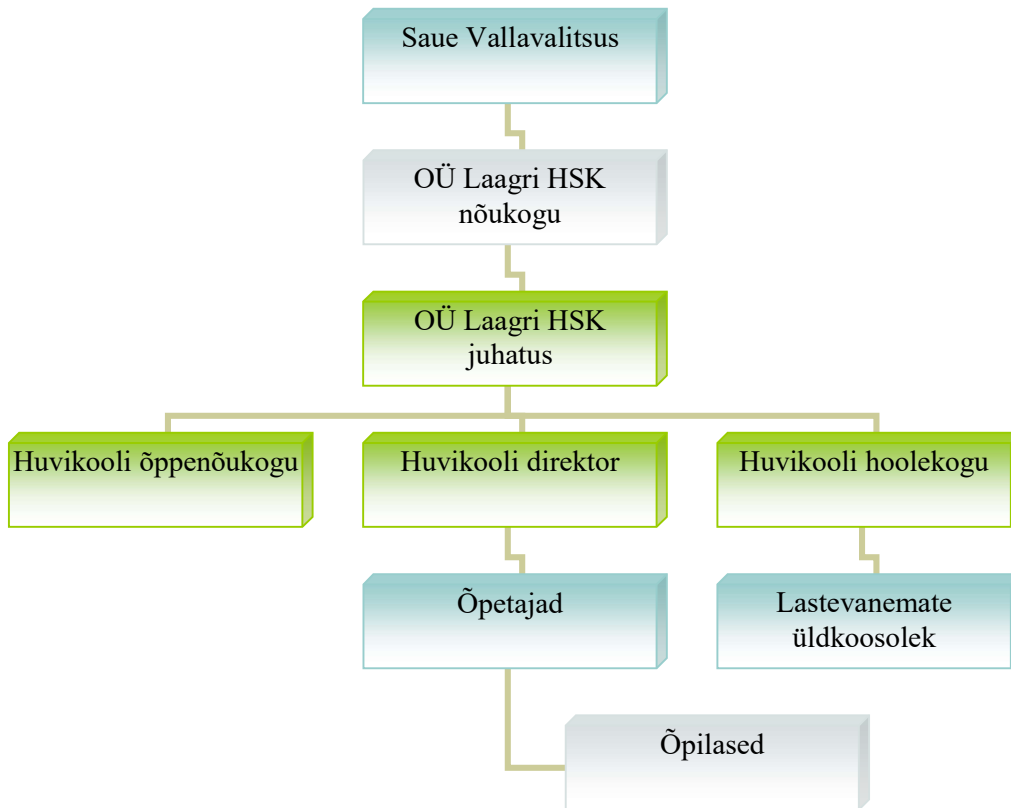 Saue Vallavalitsus
OÜ Laagri HSK
nõukogu
OÜ Laagri HSK
juhatus
Huvikooli õppenõukogu
Huvikooli direktor
Huvikooli hoolekogu
Õpetajad
Lastevanemate
üldkoosolek
Õpilased